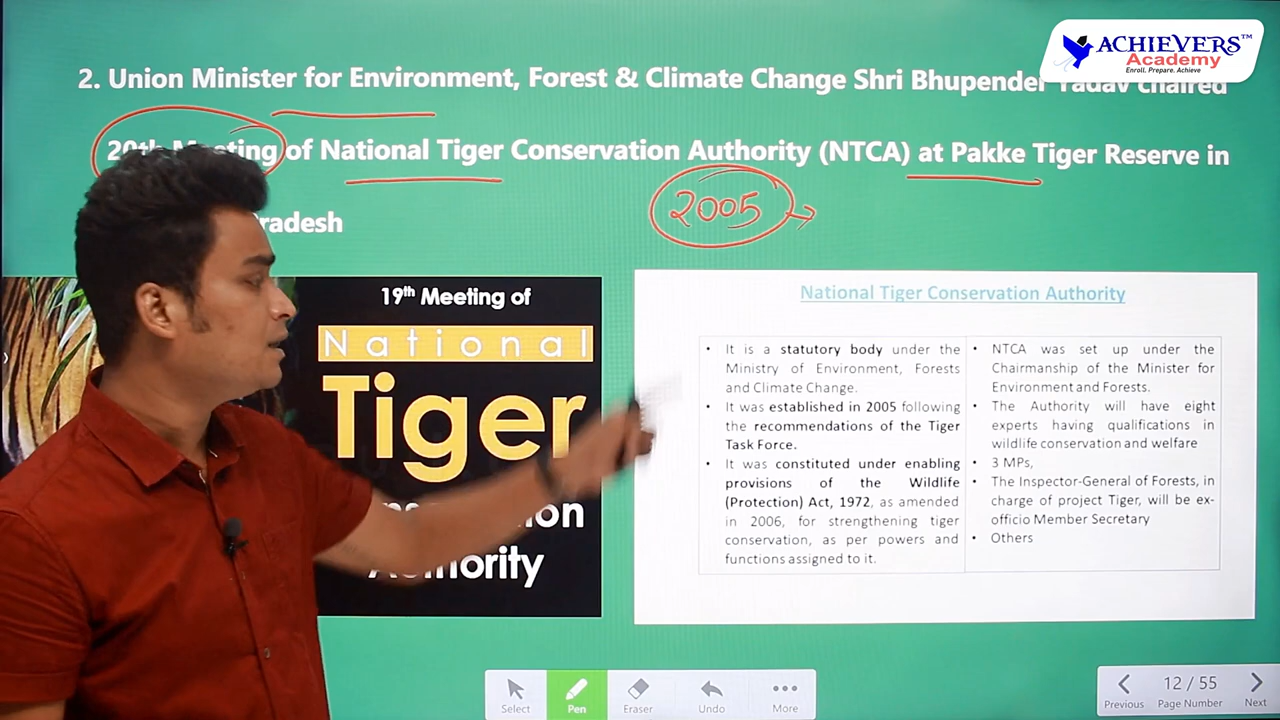 ACHIEVERS™
Academy
Enroll. Prepare. Achieve
2. Union Minister for Environment, Forest & Climate Change Shri Bhupender Yadav chaired
20th Meeting of National Tiger Conservation Authority (NTCA) at Pakke Tiger Reserve in
Pradesh
2005
19th Meeting of
National
Tiger
Authority
National Tiger Conservation Authority
• It is a statutory body under the
Ministry of Environment, Forests
and Climate Change.
• It was established in 2005 following
the recommendations of the Tiger
Task Force.
• It was constituted under enabling
provisions of the Wildlife
(Protection) Act, 1972, as amended
in 2006, for strengthening tiger
conservation, as per powers and
functions assigned to it.
• NTCA was set up under the
Chairmanship of the Minister for
Environment and Forests.
• The Authority will have eight
experts having qualifications in
wildlife conservation and welfare
• 3 MPs,
• The Inspector-General of Forests, in
charge of project Tiger, will be ex-
officio Member Secretary
• Others
Select
Pen
Eraser
Undo
More
Previous
12 / 55
Page Number
Next